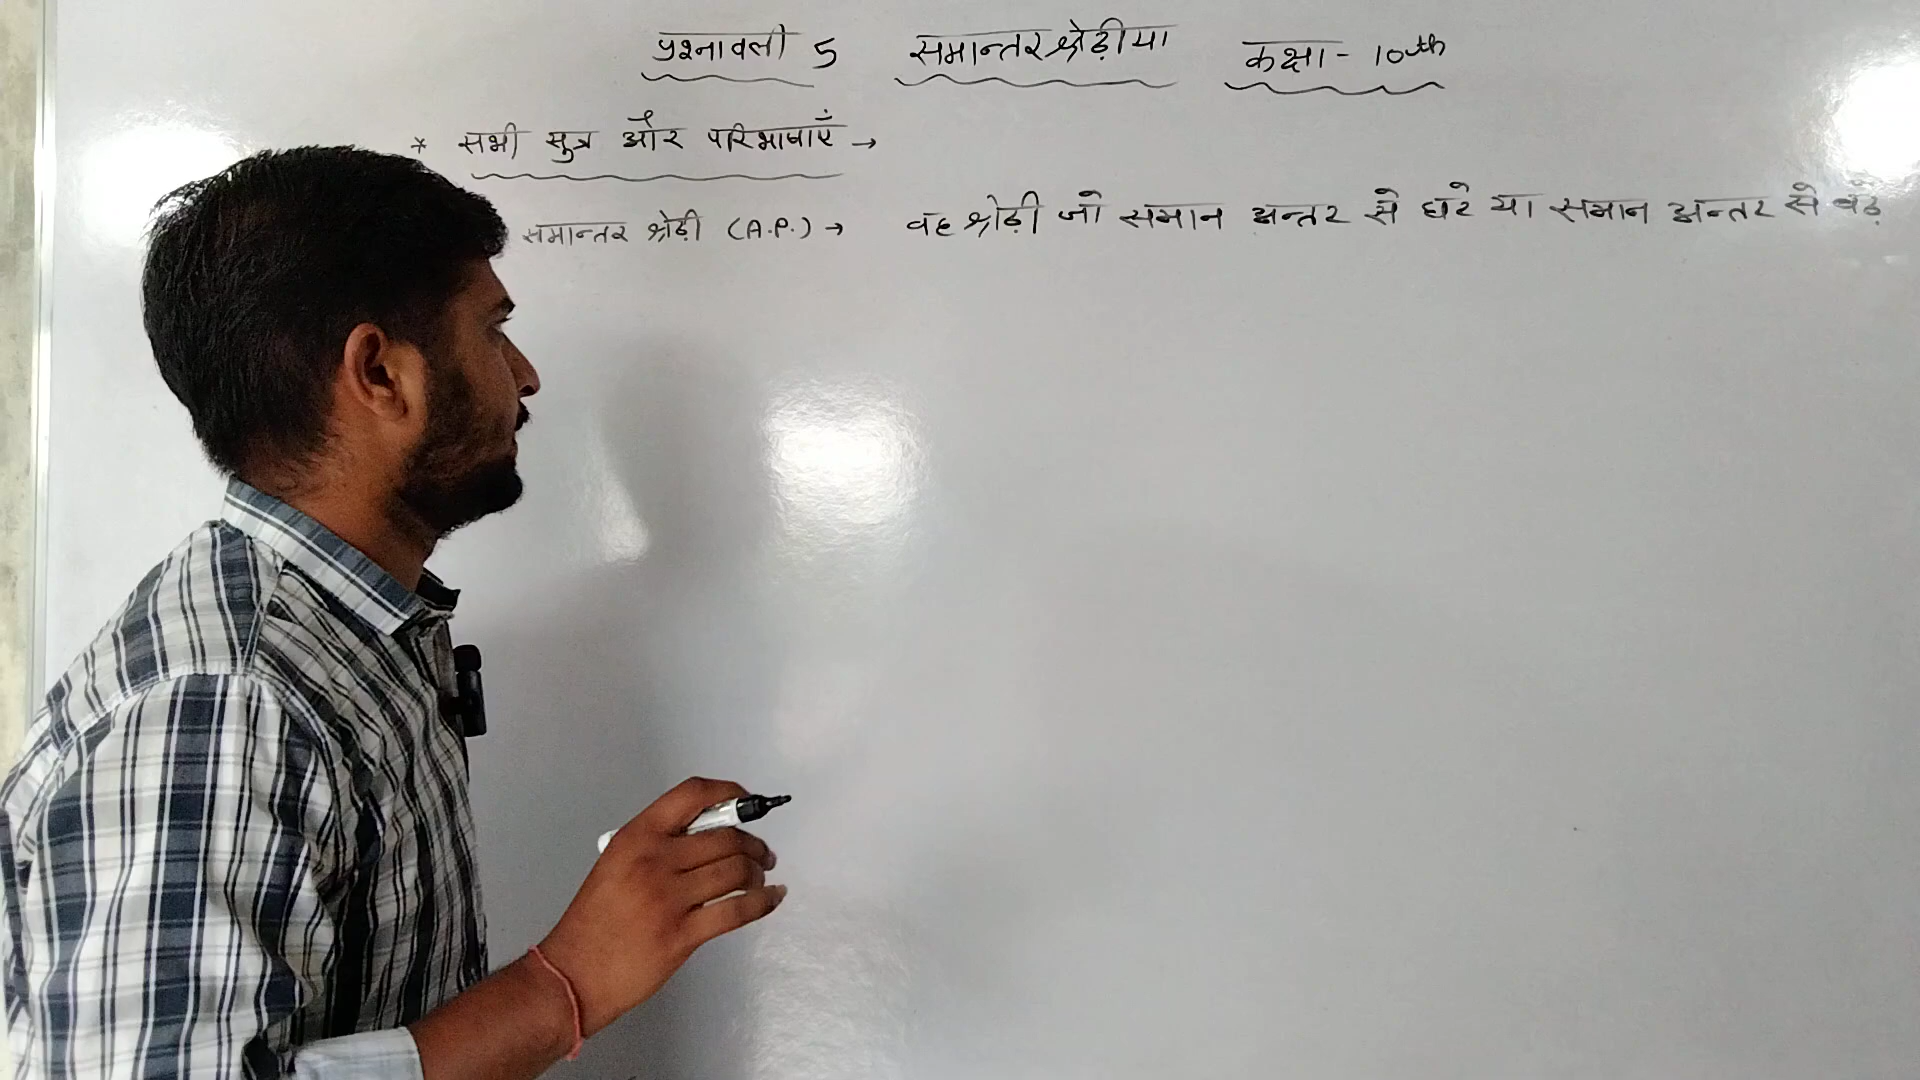 प्रश्नावली 5 समान्तर श्रेढ़ीया कक्षा - 10th
* सभी सुत्र और परिभाषाएँ →
समान्तर श्रेढ़ी (A.P.) → वह श्रेढ़ी जो समान अन्तर से घटे या समान अन्तर से बढ़े